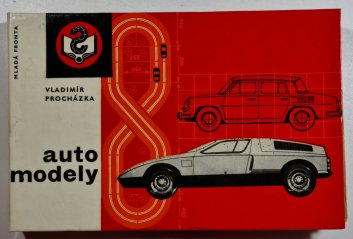 MLADÁ FRONTA
VLADIMÍR
PROCHÁZKA
auto
modely